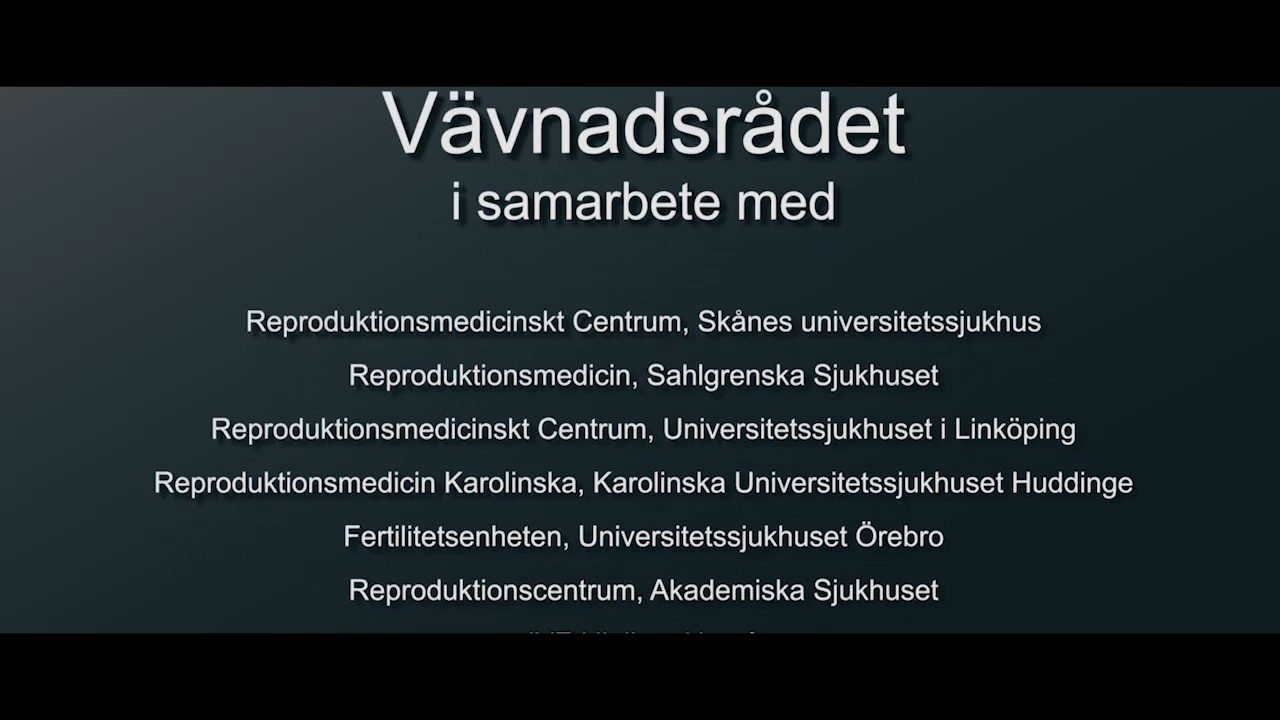 Vävnadsrådet
i samarbete med
Reproduktionsmedicinskt Centrum, Skånes universitetssjukhus
Reproduktionsmedicin, Sahlgrenska Sjukhuset
Reproduktionsmedicinskt Centrum, Universitetssjukhuset i Linköping
Reproduktionsmedicin Karolinska, Karolinska Universitetssjukhuset Huddinge
Fertilitetsenheten, Universitetssjukhuset Örebro
Reproduktionscentrum, Akademiska Sjukhuset